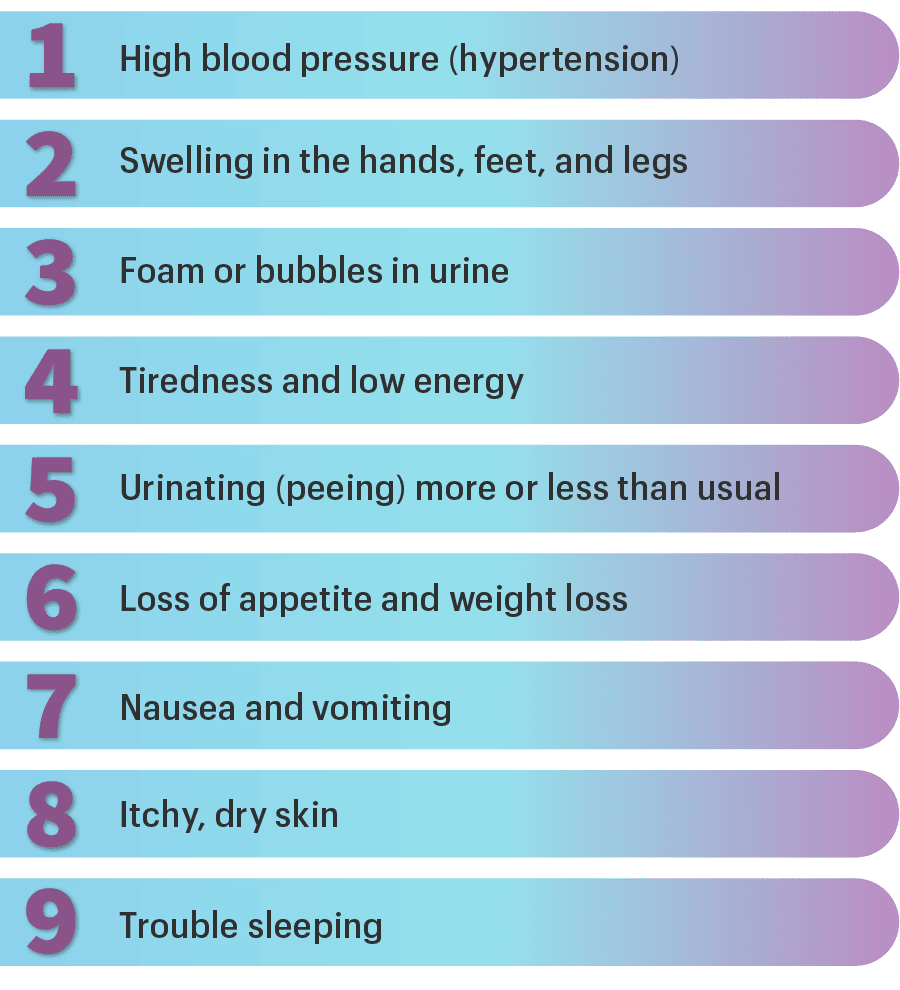 1 High blood pressure (hypertension)
2 Swelling in the hands, feet, and legs
3 Foam or bubbles in urine
4 Tiredness and low energy
5 Urinating (peeing) more or less than usual
6 Loss of appetite and weight loss
7 Nausea and vomiting
8 Itchy, dry skin
9 Trouble sleeping